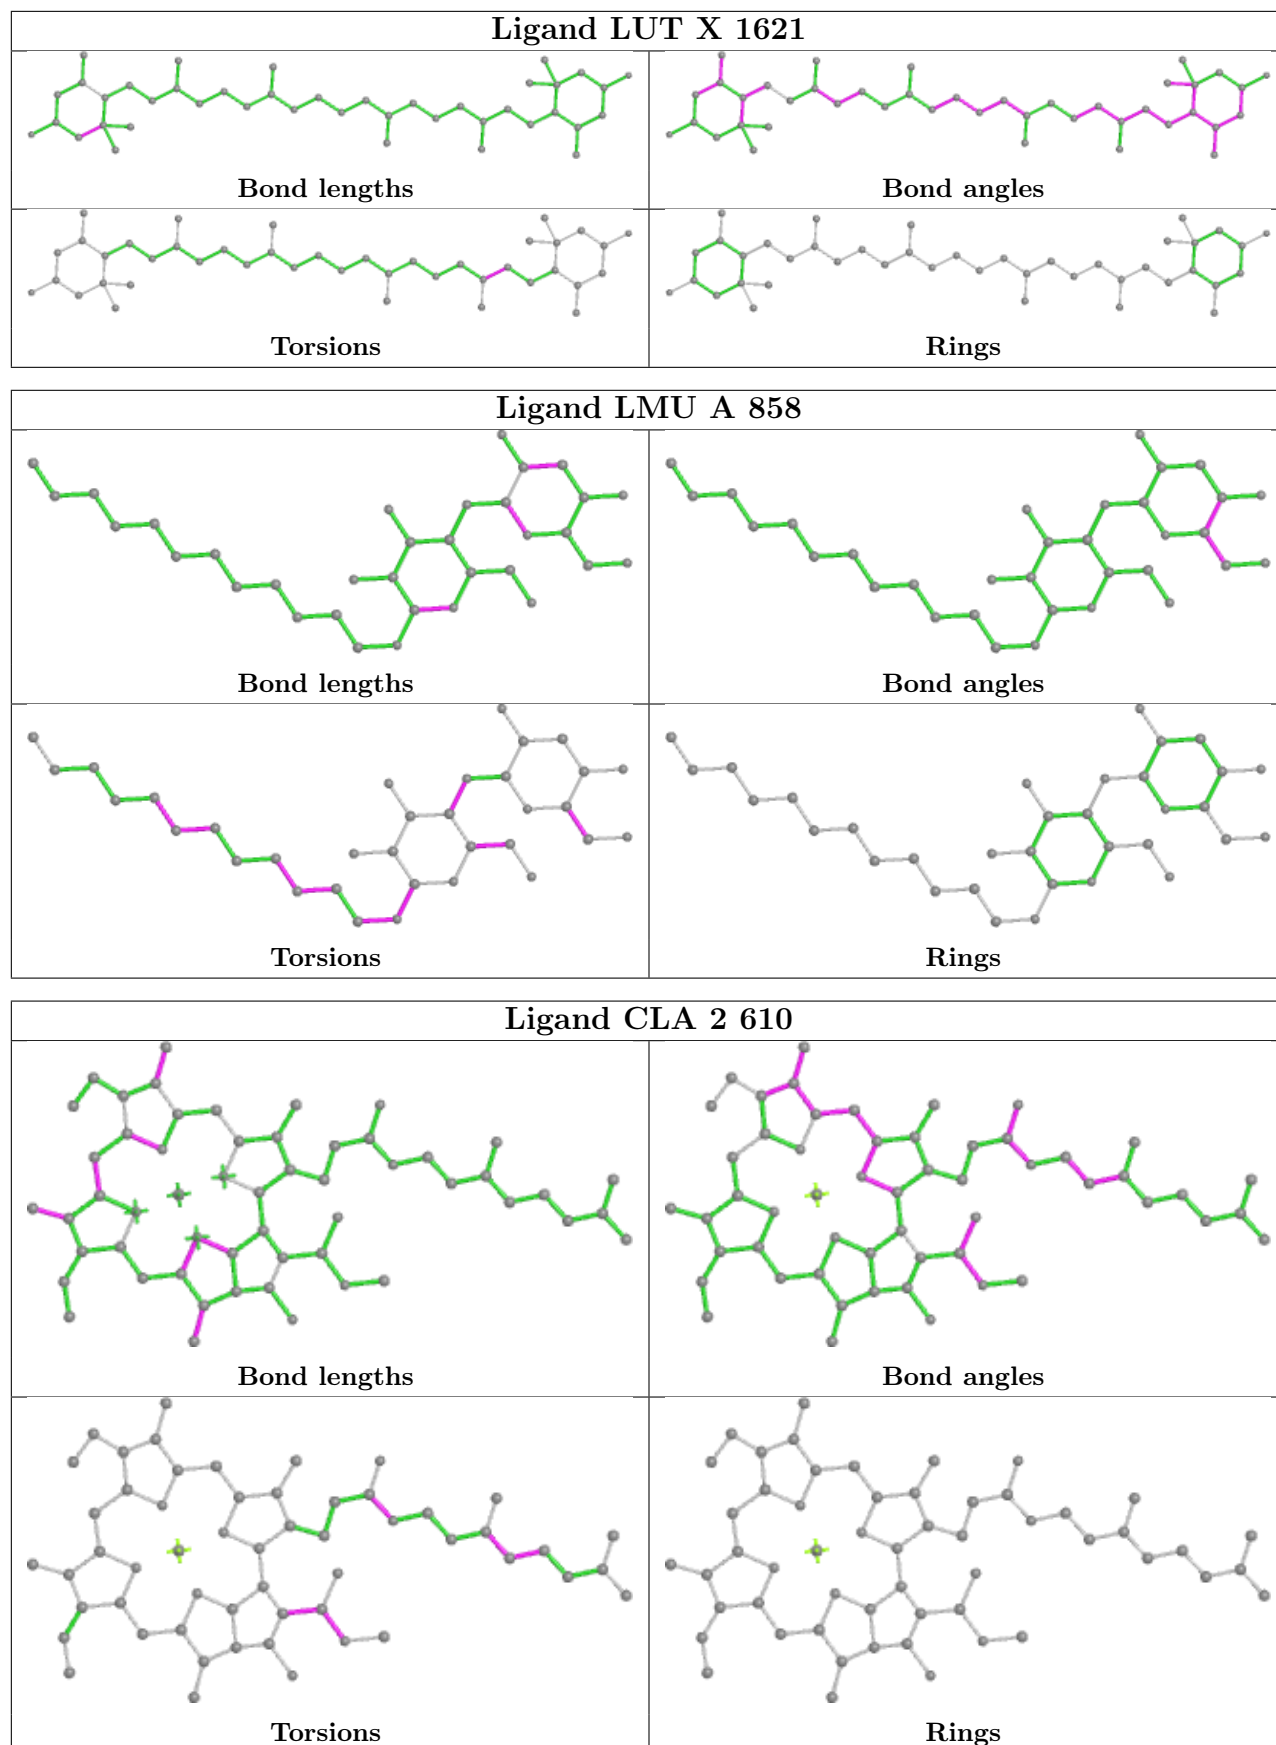 Ligand LUT X 1621
Bond lengths
Bond angles
Torsions
Rings
Ligand LMU A 858
Bond lengths
Bond angles
Torsions
Rings
Ligand CLA 2 610
Bond lengths
Bond angles
Torsions
Rings